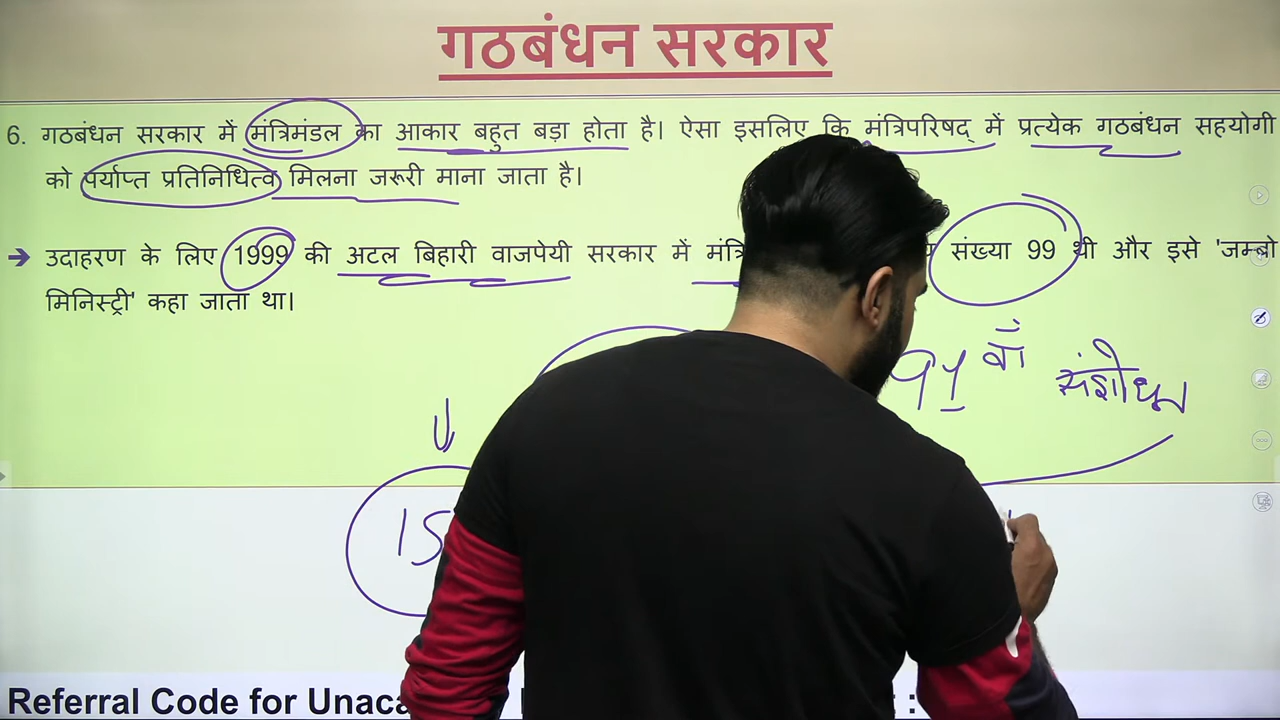 गठबंधन सरकार
6. गठबंधन सरकार में मंत्रिमंडल का आकार बहुत बड़ा होता है। ऐसा इसलिए कि मंत्रिपरिषद् में प्रत्येक गठबंधन सहयोगी
को पर्याप्त प्रतिनिधित्व मिलना जरूरी माना जाता है।
➔ उदाहरण के लिए 1999 की अटल बिहारी वाजपेयी सरकार में संख्या 99 थी और इसे 'जम्बो
मिनिस्ट्री' कहा जाता था।
91 वाँ संशोधन
15
Referral Code for